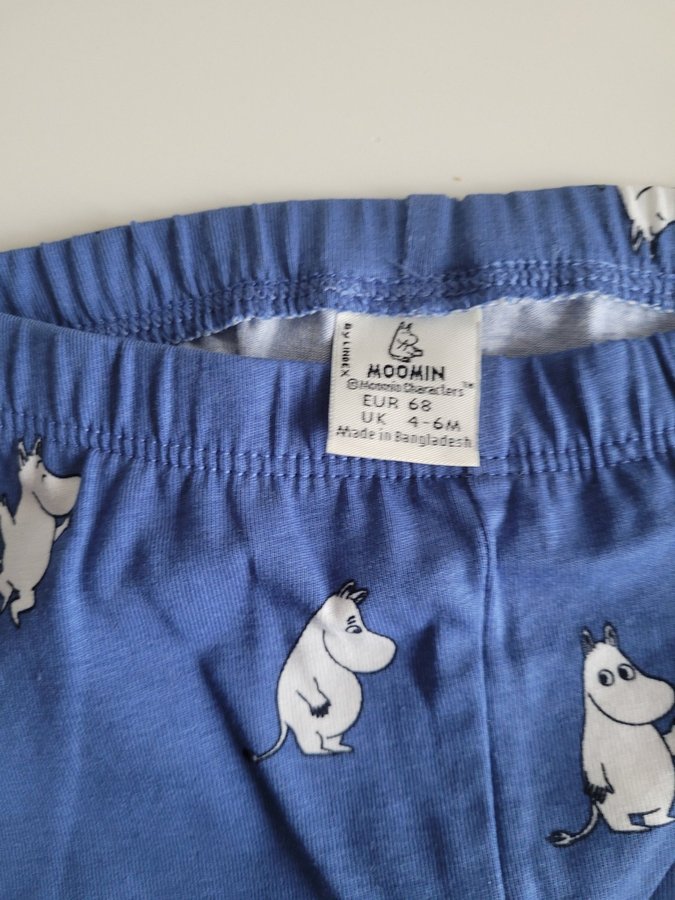 By LINDEX
MOOMIN
©Moomin Characters™
EUR 68
UK 4-6M
Made in Bangladesh